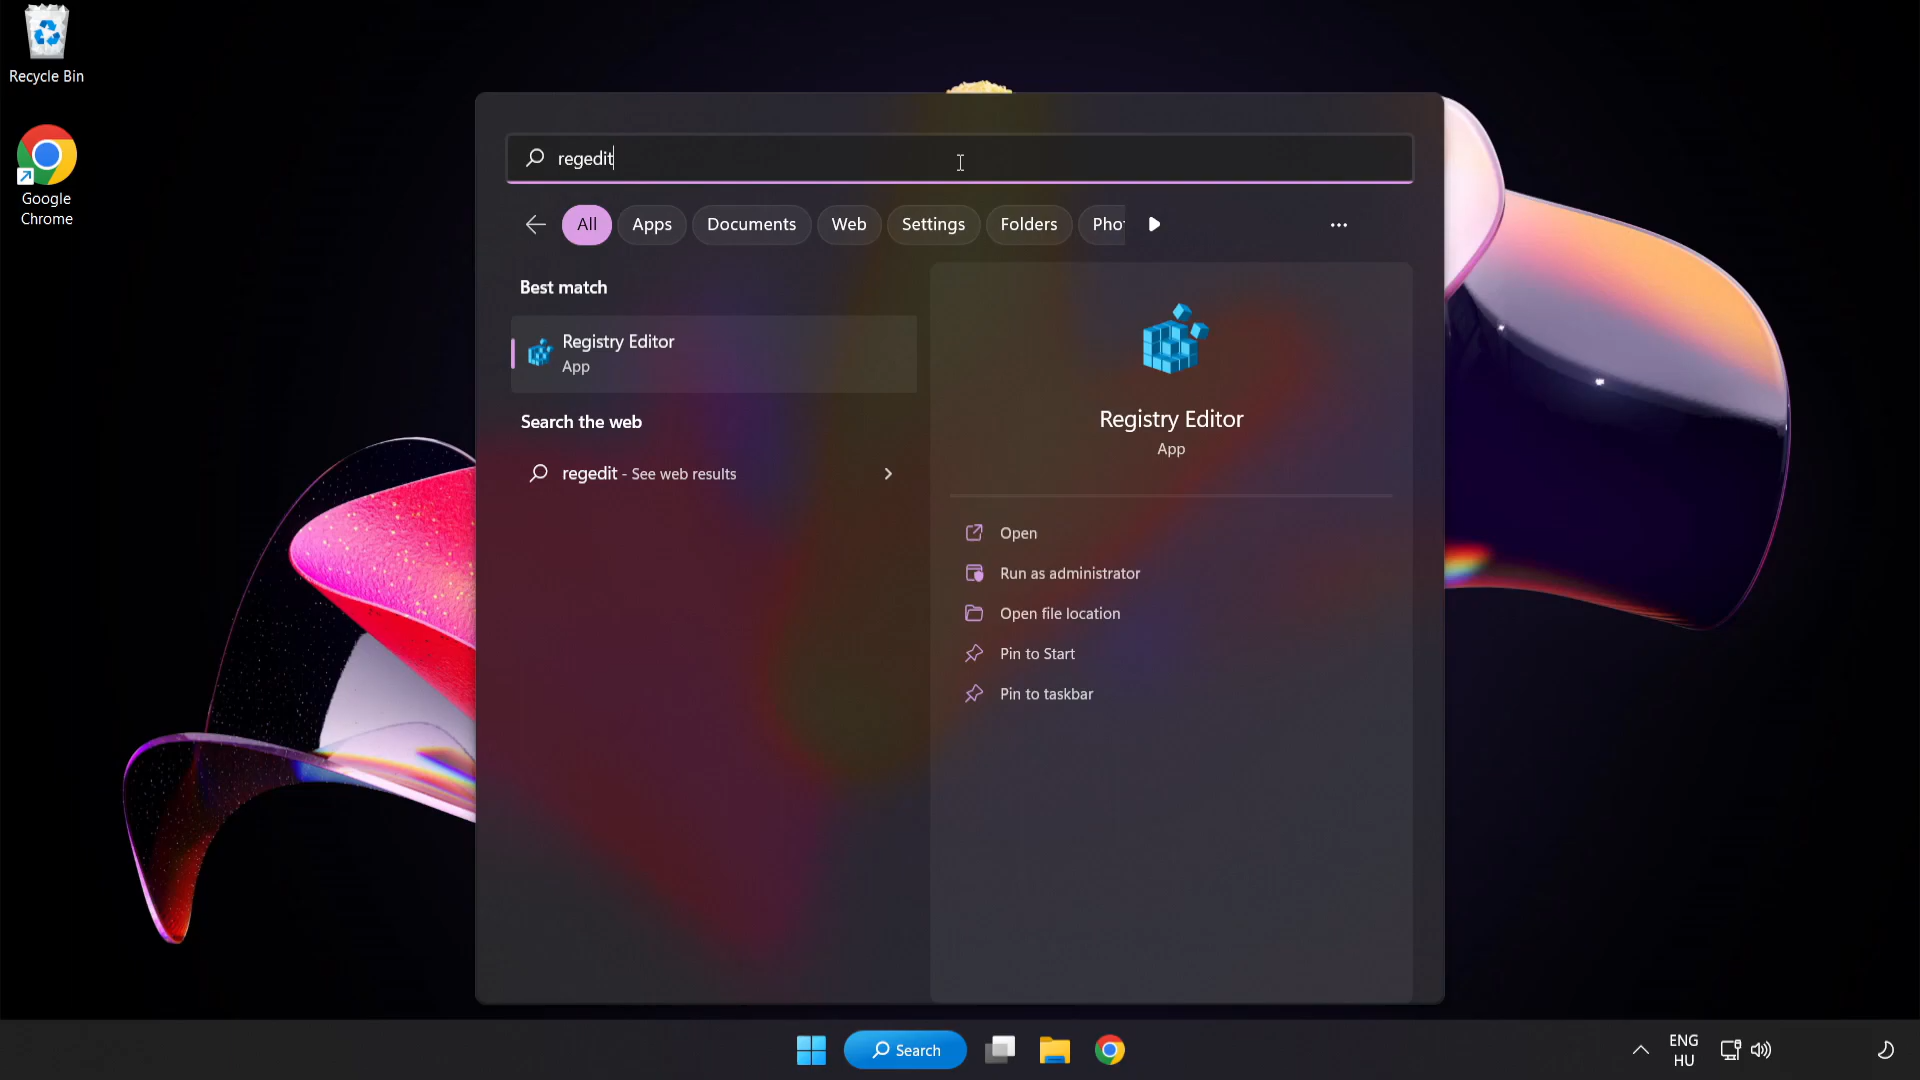 Recycle Bin
Google
Chrome
regedit
All
Apps
Documents
Web
Settings
Folders
Pho
Best match
Registry Editor
App
Search the web
regedit - See web results
Registry Editor
App
Open
Run as administrator
Open file location
Pin to Start
Pin to taskbar
Search
ENG
HU